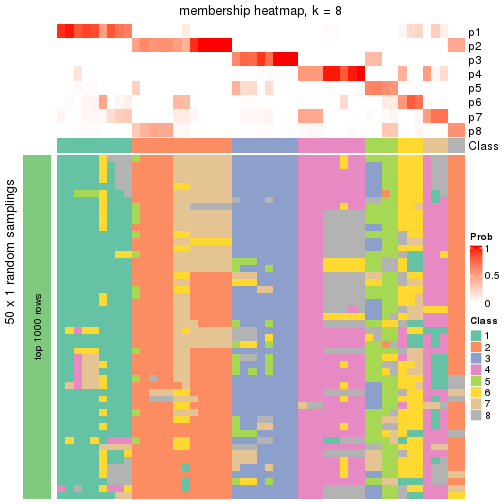 membership heatmap, k = 8
p1
p2
p3
p4
p5
p6
p7
p8
Class
50 x 1 random samplings
top 1000 rows
Prob
1
0.5
0
Class
1
2
3
4
5
6
7
8